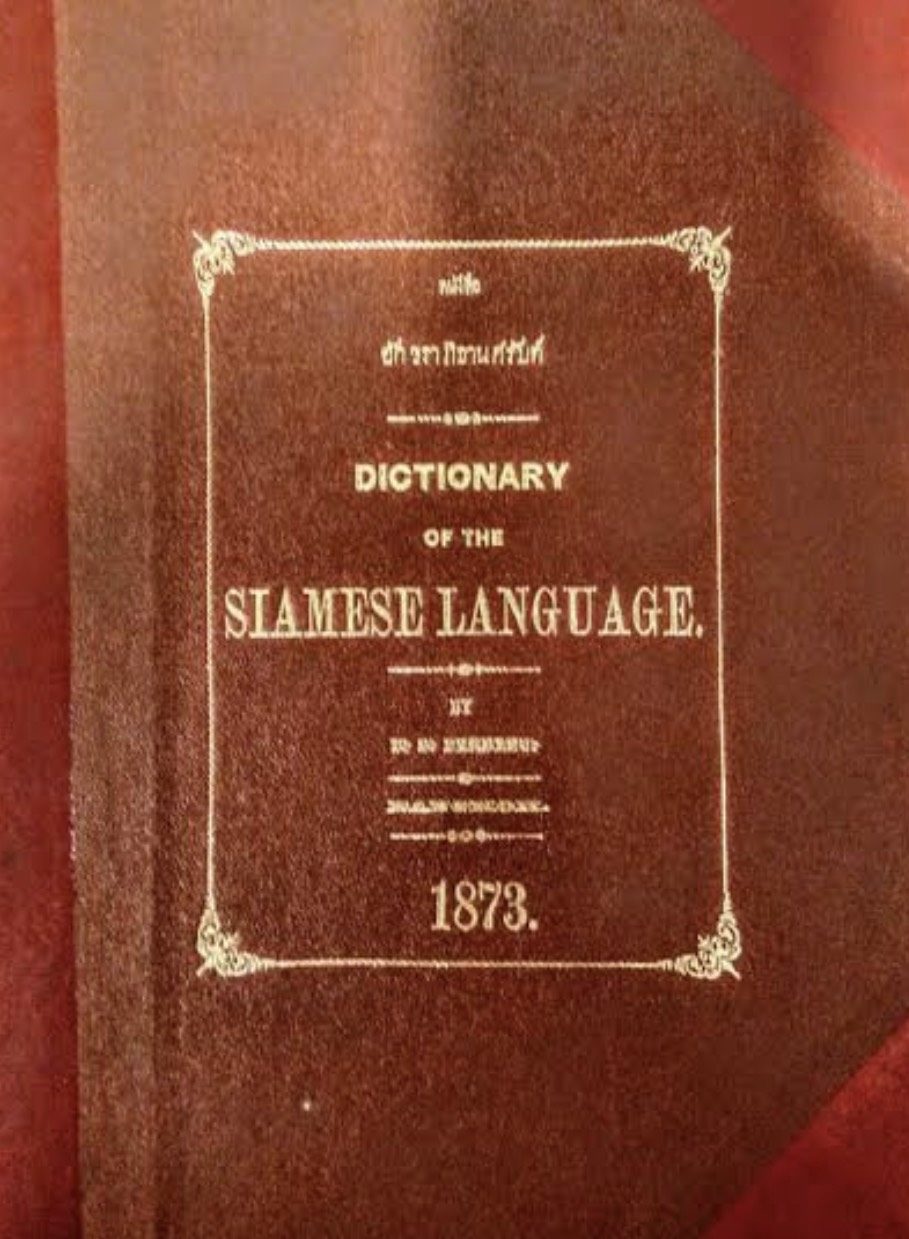 หนังสือ
อักขราภิธานศรับท์
DICTIONARY
OF THE
SIAMESE LANGUAGE.
BY
1873.